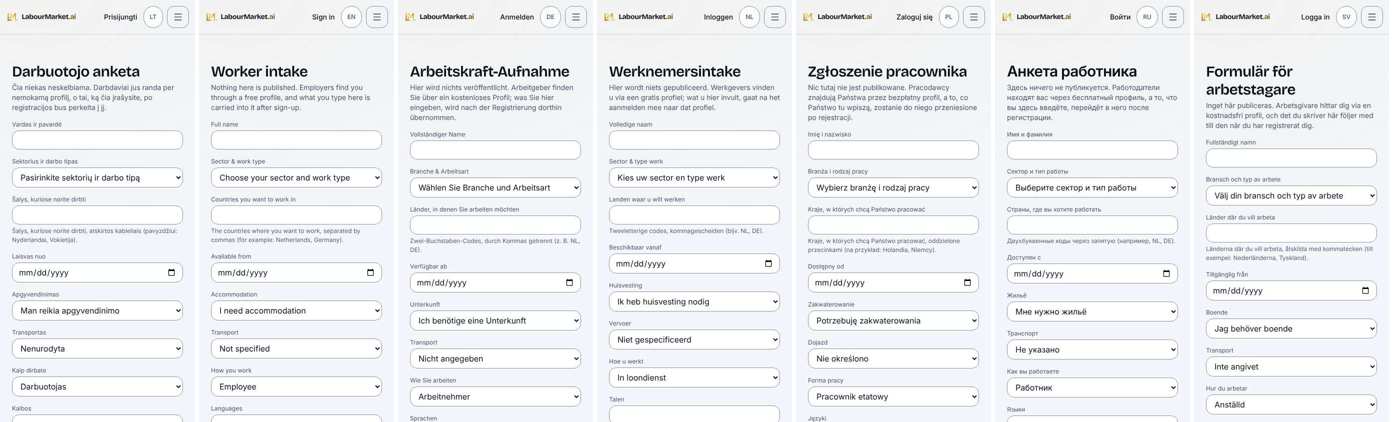 LabourMarket.ai
Prisijungti
LT
Darbuotojo anketa
Čia niekas neskelbiama. Darbdaviai jus randa per
nemokamą profilį, o tai, ką čia įrašysite, po
registracijos bus perkelta į jį.
Vardas ir pavardė
Sektorius ir darbo tipas
Pasirinkite sektorių ir darbo tipą
Šalys, kuriose norite dirbti
Šalys, kuriose norite dirbti, atskirtos kableliais (pavyzdžiui:
Nyderlandai, Vokietija).
Laisvas nuo
mm/dd/yyyy
Apgyvendinimas
Man reikia apgyvendinimo
Transportas
Nenurodyta
Kaip dirbate
Darbuotojas
Kalbos
LabourMarket.ai
Sign in
EN
Worker intake
Nothing here is published. Employers find you
through a free profile, and what you type here is
carried into it after sign-up.
Full name
Sector & work type
Choose your sector and work type
Countries you want to work in
The countries where you want to work, separated by
commas (for example: Netherlands, Germany).
Available from
mm/dd/yyyy
Accommodation
I need accommodation
Transport
Not specified
How you work
Employee
Languages
LabourMarket.ai
Anmelden
DE
Arbeitskraft-Aufnahme
Hier wird nichts veröffentlicht. Arbeitgeber finden
Sie über ein kostenloses Profil; was Sie hier
eingeben, wird nach der Registrierung dorthin
übernommen.
Vollständiger Name
Branche & Arbeitsart
Wählen Sie Branche und Arbeitsart
Länder, in denen Sie arbeiten möchten
Zwei-Buchstaben-Codes, durch Kommas getrennt (z. B. NL,
DE).
Verfügbar ab
mm/dd/yyyy
Unterkunft
Ich benötige eine Unterkunft
Transport
Nicht angegeben
Wie Sie arbeiten
Arbeitnehmer
Sprachen
LabourMarket.ai
Inloggen
NL
Werknemersintake
Hier wordt niets gepubliceerd. Werkgevers vinden
u via een gratis profiel; wat u hier invult, gaat na het
aanmelden mee naar dat profiel.
Volledige naam
Sector & type werk
Kies uw sector en type werk
Landen waar u wilt werken
Tweeletterige codes, kommagescheiden (bijv. NL, DE).
Beschikbaar vanaf
mm/dd/yyyy
Huisvesting
Ik heb huisvesting nodig
Vervoer
Niet gespecificeerd
Hoe u werkt
In loondienst
Talen
LabourMarket.ai
Zaloguj się
PL
Zgłoszenie pracownika
Nic tutaj nie jest publikowane. Pracodawcy
znajdują Państwa przez bezpłatny profil, a to, co
Państwo tu wpiszą, zostanie do niego przeniesione
po rejestracji.
Imię i nazwisko
Branża i rodzaj pracy
Wybierz branżę i rodzaj pracy
Kraje, w których chcą Państwo pracować
Kraje, w których chcą Państwo pracować, oddzielone
przecinkami (na przykład: Holandia, Niemcy).
Dostępny od
mm/dd/yyyy
Zakwaterowanie
Potrzebuję zakwaterowania
Dojazd
Nie określono
Forma pracy
Pracownik etatowy
Języki
LabourMarket.ai
Войти
RU
Анкета работника
Здесь ничего не публикуется. Работодатели
находят вас через бесплатный профиль, а то, что
вы здесь введёте, перейдёт в него после
регистрации.
Имя и фамилия
Сектор и тип работы
Выберите сектор и тип работы
Страны, где вы хотите работать
Двухбуквенные коды через запятую (например, NL, DE).
Доступен с
mm/dd/yyyy
Жильё
Мне нужно жильё
Транспорт
Не указано
Как вы работаете
Работник
Языки
LabourMarket.ai
Logga in
SV
Formulär för
arbetstagare
Inget här publiceras. Arbetsgivare hittar dig via en
kostnadsfri profil, och det du skriver här följer med
till den när du har registrerat dig.
Fullständigt namn
Bransch och typ av arbete
Välj din bransch och typ av arbete
Länder där du vill arbeta
Länderna där du vill arbeta, åtskilda med kommatecken (till
exempel: Nederländerna, Tyskland).
Tillgänglig från
mm/dd/yyyy
Boende
Jag behöver boende
Transport
Inte angivet
Hur du arbetar
Anställd